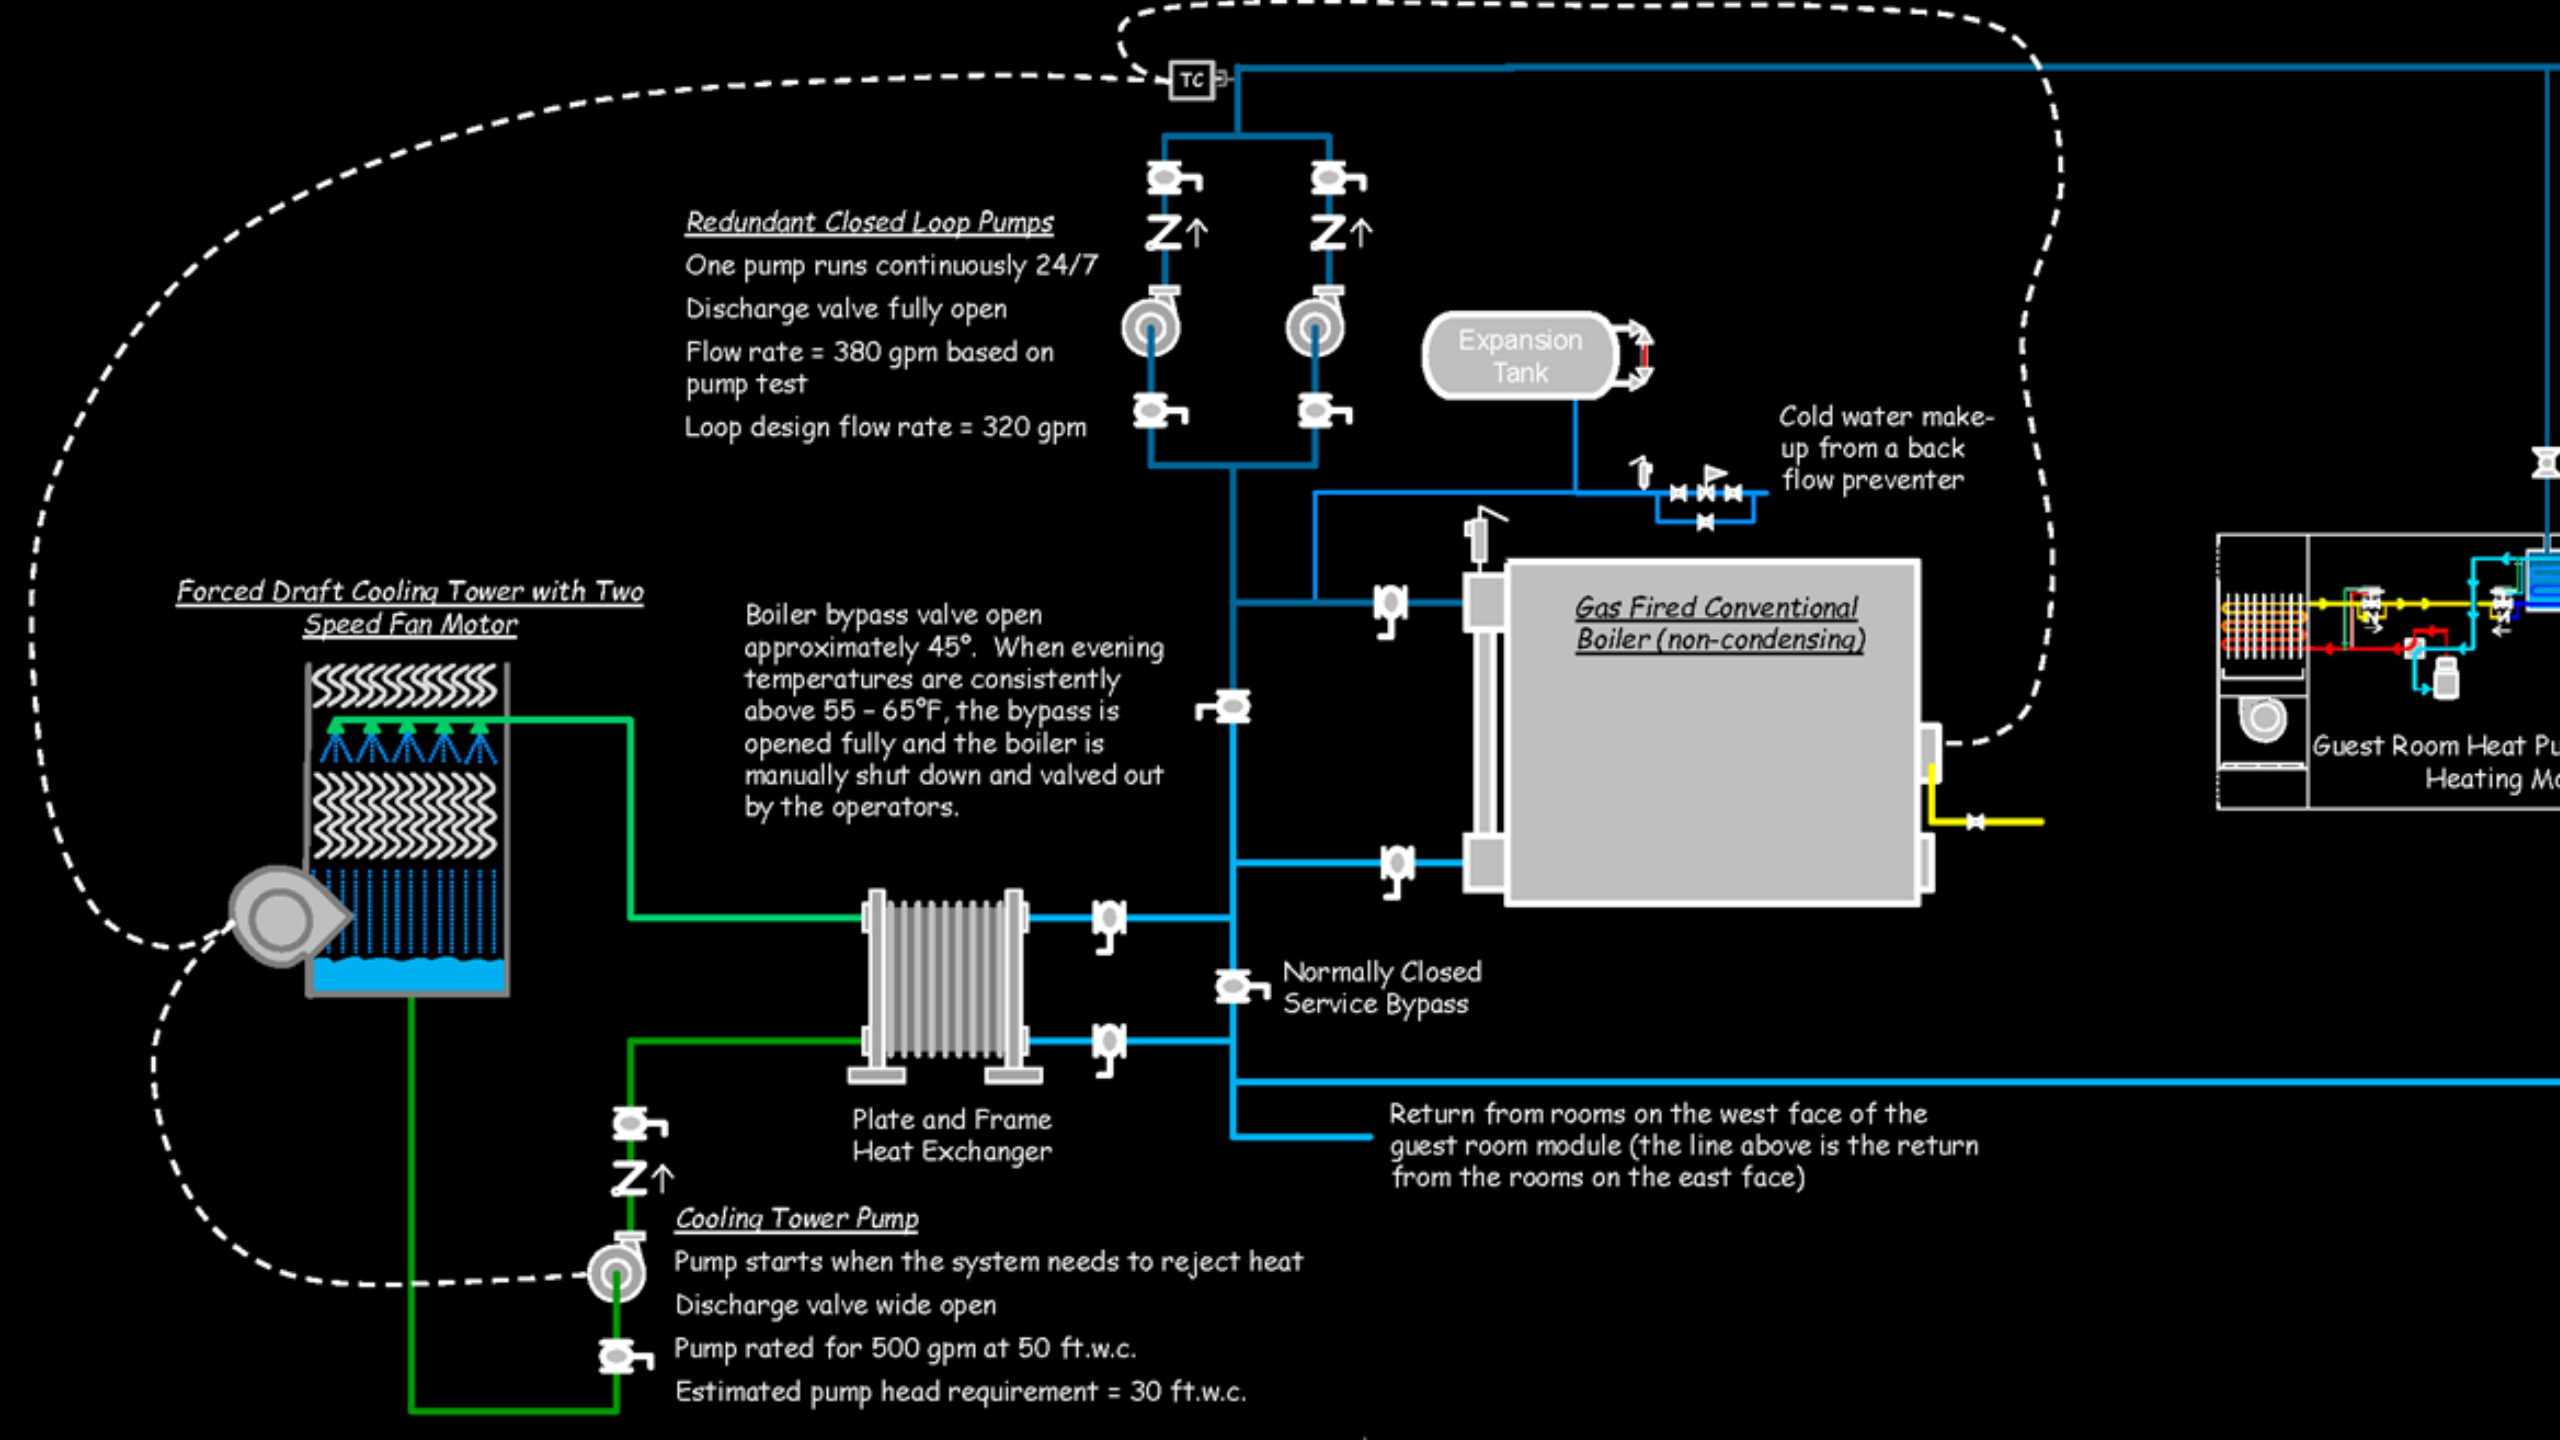 TC
Redundant Closed Loop Pumps
One pump runs continuously 24/7
Discharge valve fully open
Flow rate = 380 gpm based on
pump test
Loop design flow rate = 320 gpm
Expansion
Tank
Cold water make-
up from a back
flow preventer
Forced Draft Cooling Tower with Two
Speed Fan Motor
Boiler bypass valve open
approximately 45°. When evening
temperatures are consistently
above 55 – 65°F, the bypass is
opened fully and the boiler is
manually shut down and valved out
by the operators.
Gas Fired Conventional
Boiler (non-condensing)
Guest Room Heat Pu
Heating Mo
Normally Closed
Service Bypass
Plate and Frame
Heat Exchanger
Return from rooms on the west face of the
guest room module (the line above is the return
from the rooms on the east face)
Cooling Tower Pump
Pump starts when the system needs to reject heat
Discharge valve wide open
Pump rated for 500 gpm at 50 ft.w.c.
Estimated pump head requirement = 30 ft.w.c.